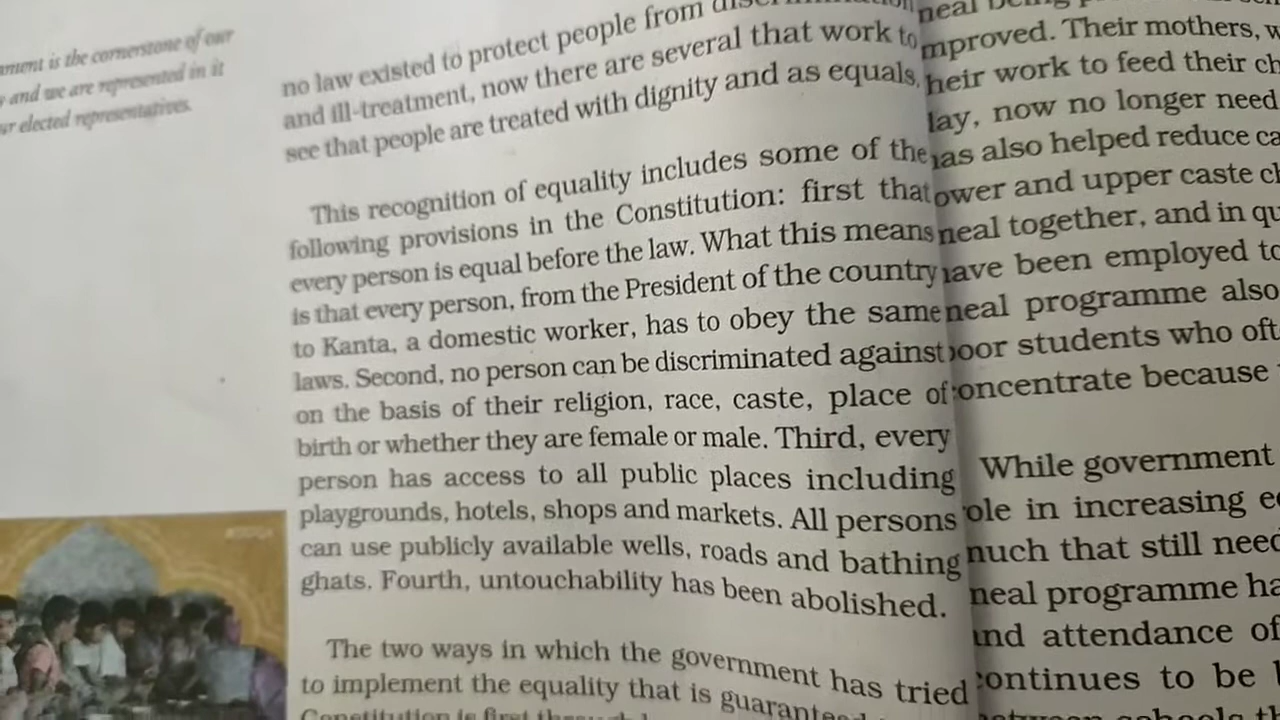 ment is the cornerstone of our
and we are represented in it
ur elected representatives.
no law existed to protect people from
and ill-treatment, now there are several that work to
see that people are treated with dignity and as equals.
This recognition of equality includes some of the
following provisions in the Constitution: first that
every person is equal before the law. What this means
is that every person, from the President of the country
to Kanta, a domestic worker, has to obey the same
laws. Second, no person can be discriminated against
on the basis of their religion, race, caste, place of
birth or whether they are female or male. Third, every
person has access to all public places including
playgrounds, hotels, shops and markets. All persons
can use publicly available wells, roads and bathing
ghats. Fourth, untouchability has been abolished.
The two ways in which the government has tried
to implement the equality that is guaranteed
Constitution is first
mproved. Their mothers, w
heir work to feed their ch
lay, now no longer need
as also helped reduce ca
ower and upper caste ch
neal together, and in qu
ave been employed to
neal programme also
oor students who oft
oncentrate because
While government
ole in increasing e
nuch that still need
neal programme ha
nd attendance of
ontinues to be